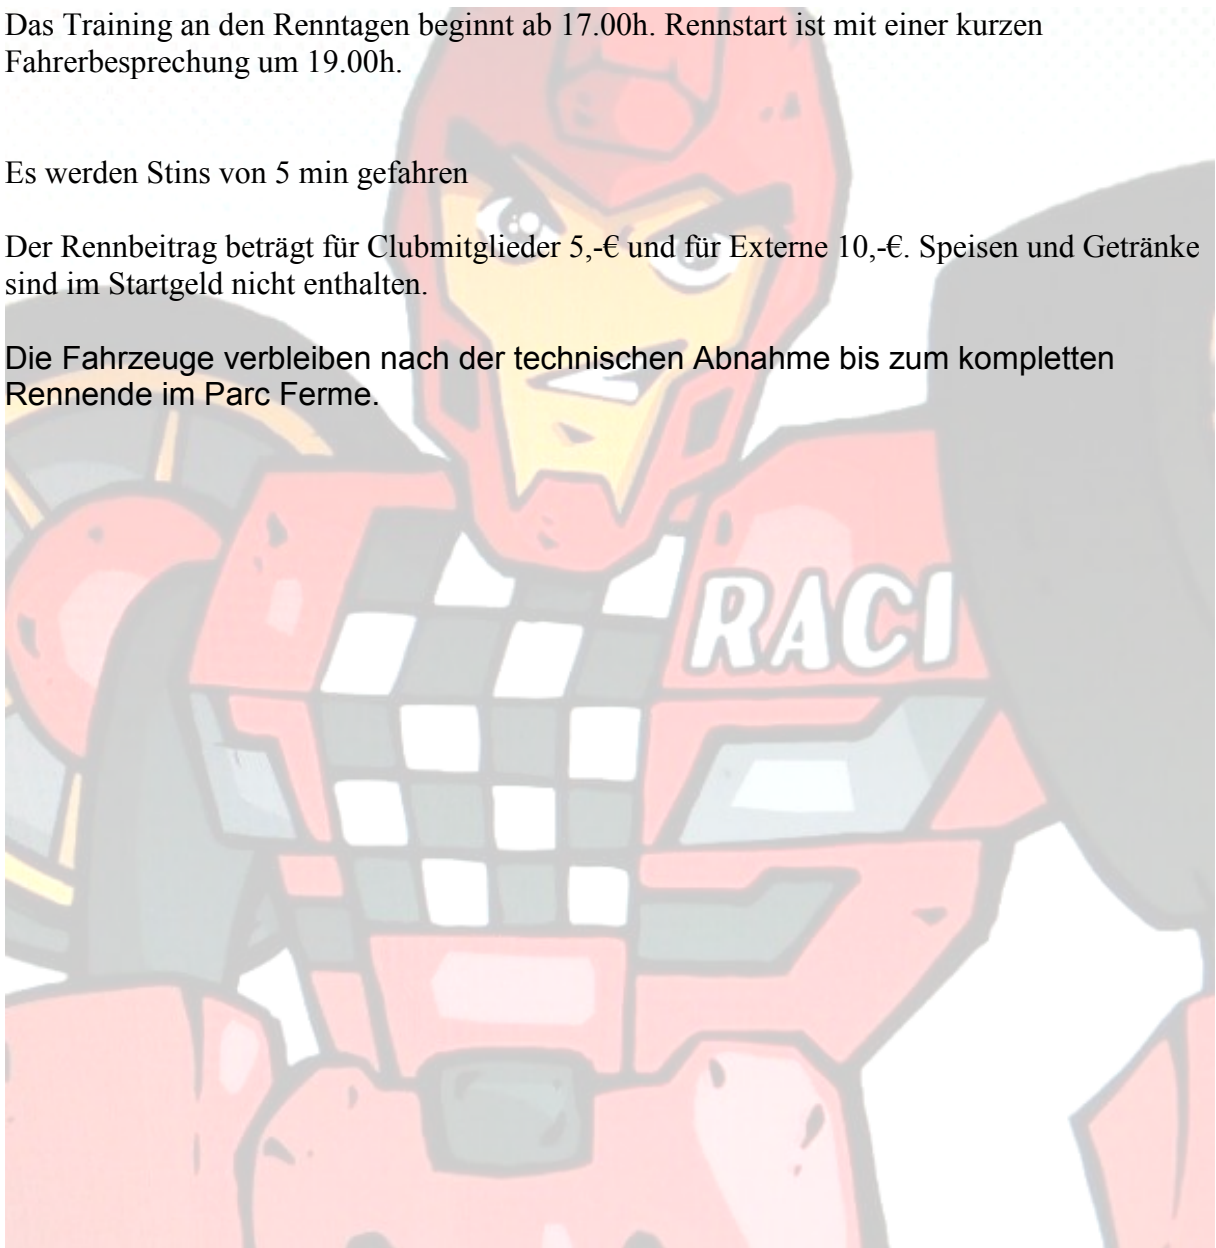 Das Training an den Renntagen beginnt ab 17.00h. Rennstart ist mit einer kurzen
Fahrerbesprechung um 19.00h.
Es werden Stins von 5 min gefahren
Der Rennbeitrag beträgt für Clubmitglieder 5,-€ und für Externe 10,-€. Speisen und Getränke
sind im Startgeld nicht enthalten.
Die Fahrzeuge verbleiben nach der technischen Abnahme bis zum kompletten
Rennende im Parc Ferme.
RACI